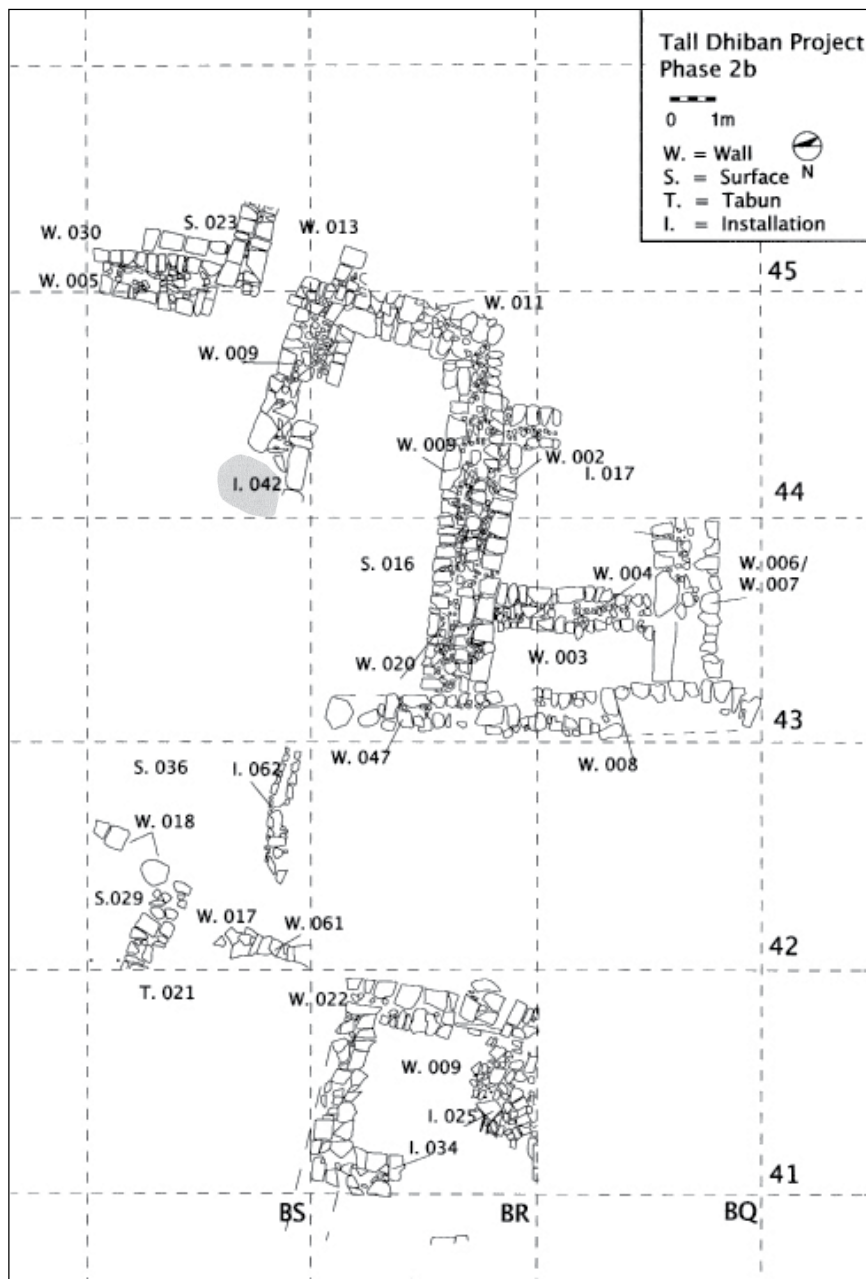 Tall Dhiban Project
Phase 2b
0 1m
W. = Wall
S. = Surface
T. = Tabun
I. = Installation
N
S. 023
W. 013
W. 030
W. 005
45
W. 011
W. 009
W. 009
W. 002
I. 017
I. 042
44
S. 016
W. 004
W. 006/
W. 007
W. 003
W. 020
43
W. 047
W. 008
S. 036
I. 062
W. 018
S.029
W. 017
W. 061
42
T. 021
W. 022
W. 009
I. 025
I. 034
41
BS
BR
BQ